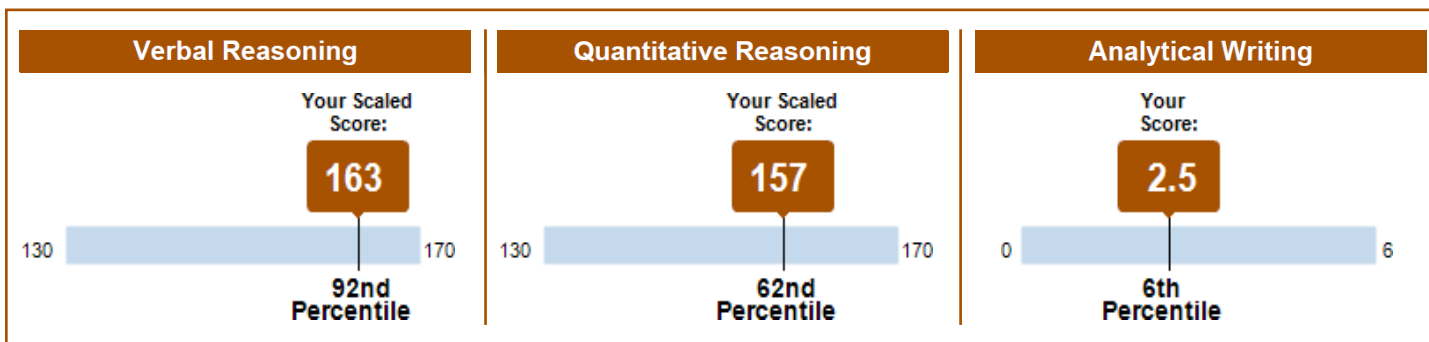 Verbal Reasoning
Your Scaled
Score:
163
130
170
92nd
Percentile
Quantitative Reasoning
Your Scaled
Score:
157
130
170
62nd
Percentile
Analytical Writing
Your
Score:
2.5
0
6
6th
Percentile